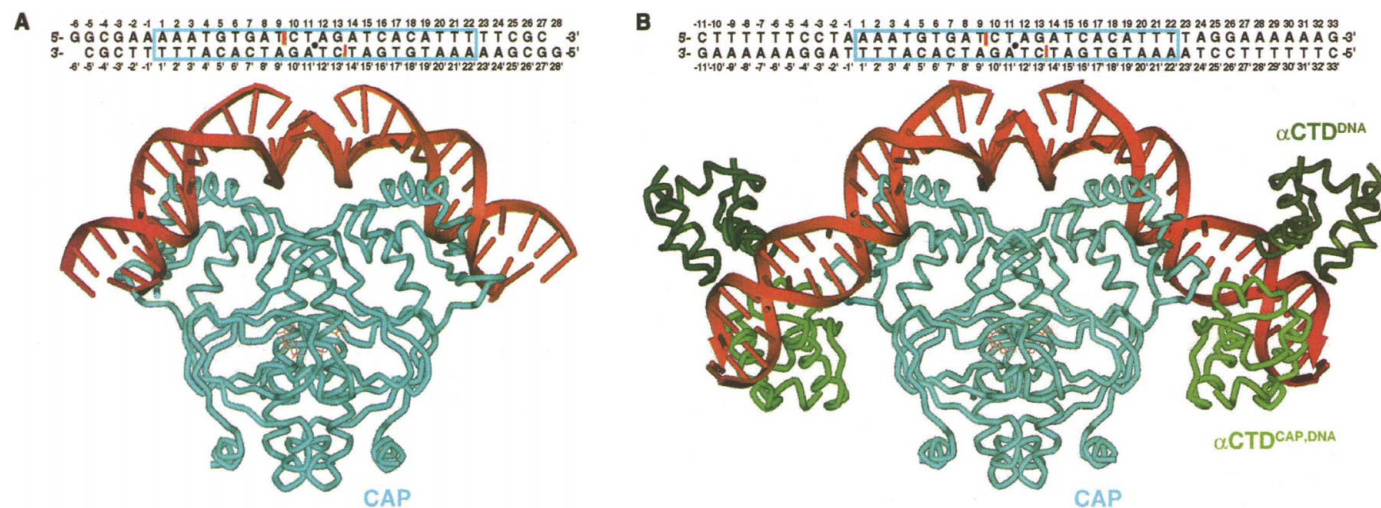 A
-6 -5 -4 -3 -2 -1 1 2 3 4 5 6 7 8 9 10 11 12 13 14 15 16 17 18 19 20 21 22 23 24 25 26 27 28
5'- G G C G A A A A A T G T G A T C T A G A T C A C A T T T T T C G C -3'
3'- C G C T T T T T A C A C T A G A T C T A G T G T A A A A A G C G G -5'
-6' -5' -4' -3' -2' -1' 1' 2' 3' 4' 5' 6' 7' 8' 9' 10' 11' 12' 13' 14' 15' 16' 17' 18' 19' 20' 21' 22' 23' 24' 25' 26' 27' 28'
CAP
B
-11 -10 -9 -8 -7 -6 -5 -4 -3 -2 -1 1 2 3 4 5 6 7 8 9 10 11 12 13 14 15 16 17 18 19 20 21 22 23 24 25 26 27 28 29 30 31 32 33
5'- C T T T T T T C C T A A A A T G T G A T C T A G A T C A C A T T T T A G G A A A A A A G -3'
3'- G A A A A A A G G A T T T T A C A C T A G A T C T A G T G T A A A A T C C T T T T T T C -5'
-11' -10' -9' -8' -7' -6' -5' -4' -3' -2' -1' 1' 2' 3' 4' 5' 6' 7' 8' 9' 10' 11' 12' 13' 14' 15' 16' 17' 18' 19' 20' 21' 22' 23' 24' 25' 26' 27' 28' 29' 30' 31' 32' 33'
αCTD^DNA
αCTD^CAP,DNA
CAP